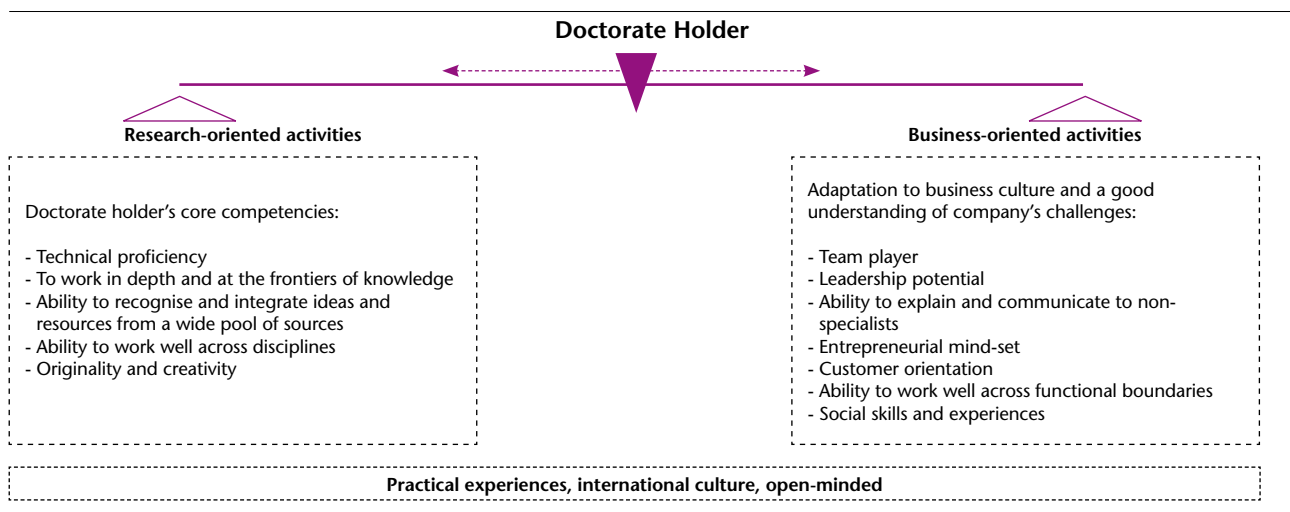 Doctorate Holder
Research-oriented activities
Doctorate holder’s core competencies:
- Technical proficiency
- To work in depth and at the frontiers of knowledge
- Ability to recognise and integrate ideas and
resources from a wide pool of sources
- Ability to work well across disciplines
- Originality and creativity
Business-oriented activities
Adaptation to business culture and a good
understanding of company’s challenges:
- Team player
- Leadership potential
- Ability to explain and communicate to non-
specialists
- Entrepreneurial mind-set
- Customer orientation
- Ability to work well across functional boundaries
- Social skills and experiences
Practical experiences, international culture, open-minded